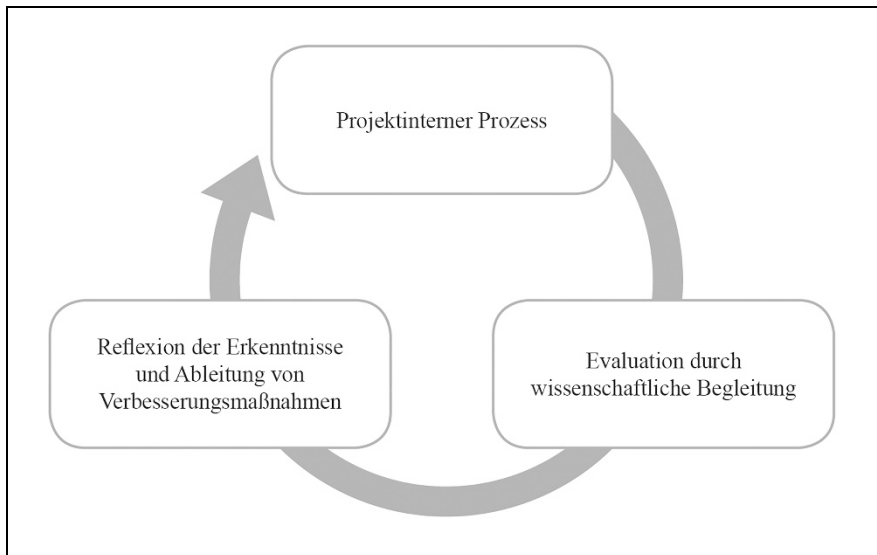 Projektinterner Prozess
Reflexion der Erkenntnisse
und Ableitung von
Verbesserungsmaßnahmen
Evaluation durch
wissenschaftliche Begleitung